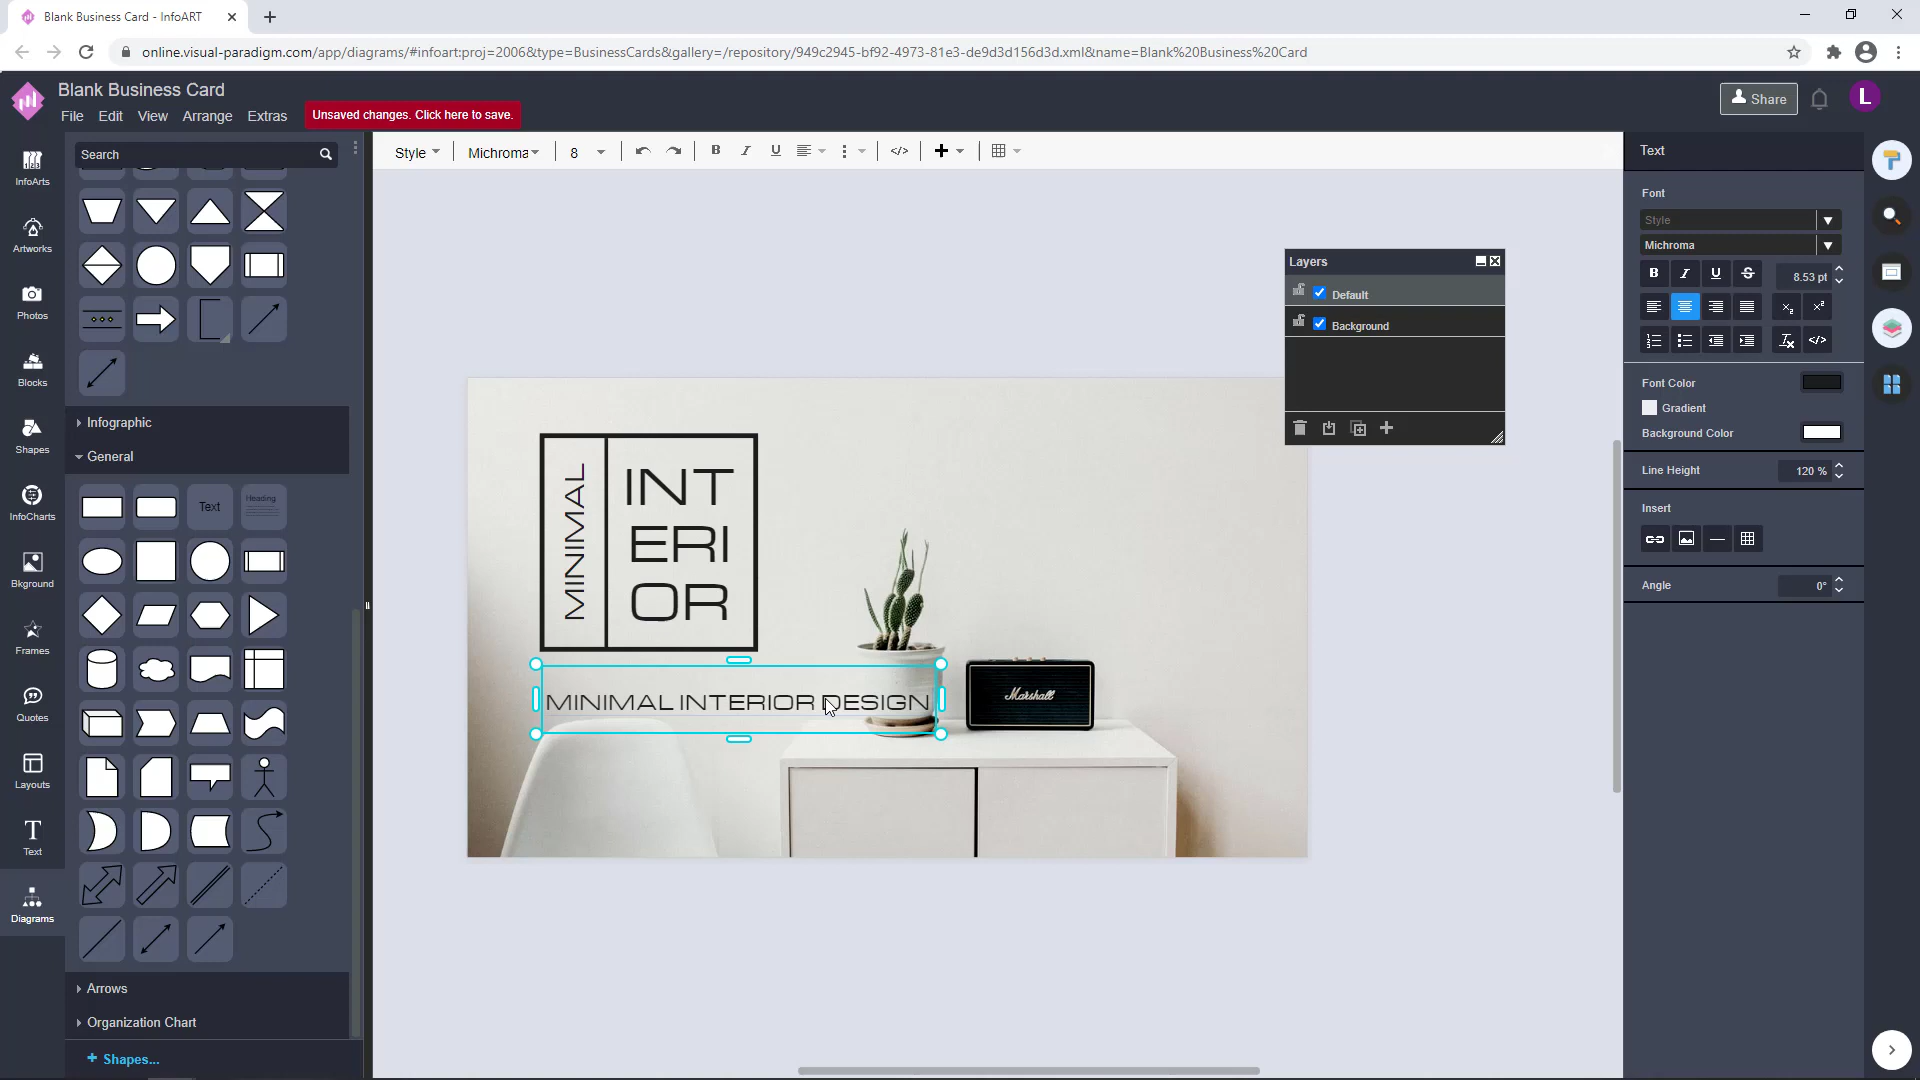 Blank Business Card - InfoART
online.visual-paradigm.com/app/diagrams/#infoart:proj=2006&type=BusinessCards&gallery=/repository/949c2945-bf92-4973-81e3-de9d3d156d3d.xml&name=Blank%20Business%20Card
Blank Business Card
File Edit View Arrange Extras
Unsaved changes. Click here to save.
Share
L
InfoArts
Artworks
Photos
Blocks
Shapes
InfoCharts
Bkground
Frames
Quotes
Layouts
Text
Diagrams
Search
Infographic
General
Text
Heading
Arrows
Organization Chart
+ Shapes...
Style Michroma 8
Layers
Default
Background
MINIMAL
INT
ERI
OR
MINIMAL INTERIOR DESIGN
Marshall
Text
Font
Style
Michroma
8.53 pt
Font Color
Gradient
Background Color
Line Height 120 %
Insert
Angle 0°